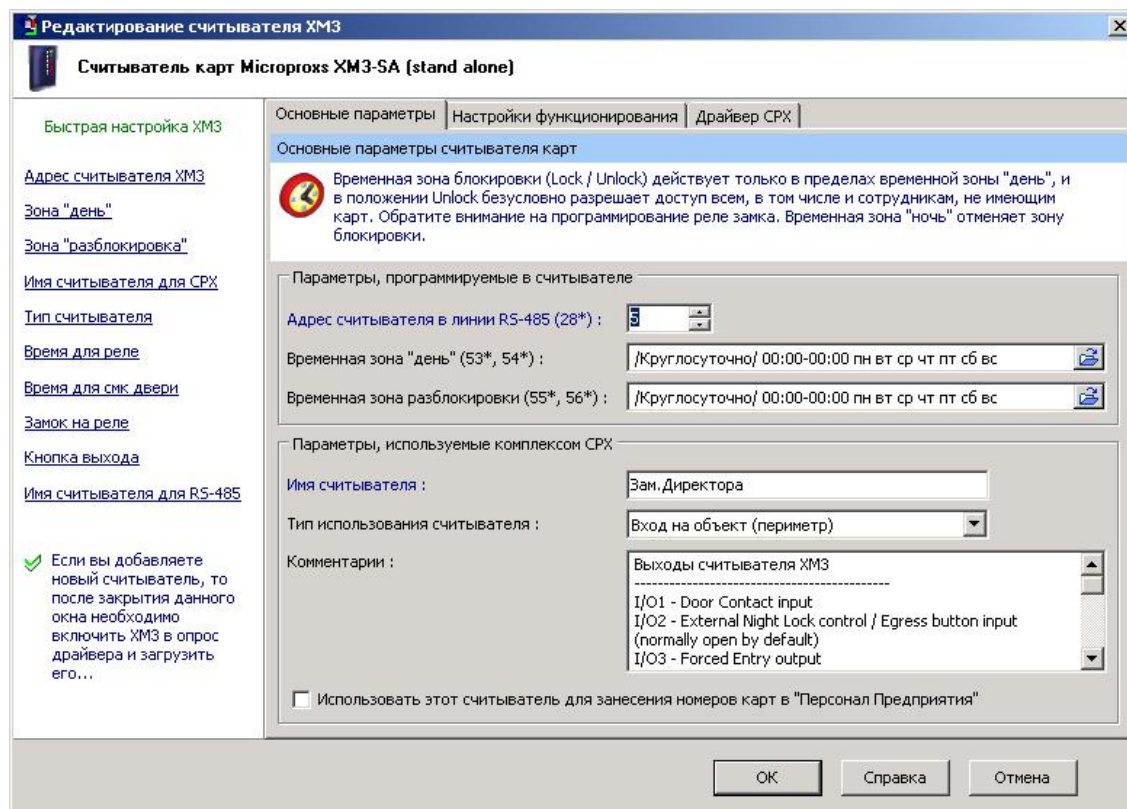 Редактирование считывателя XM3
Считыватель карт Microproxs XM3-SA (stand alone)
Быстрая настройка XM3
Адрес считывателя XM3
Зона "день"
Зона "разблокировка"
Имя считывателя для CPX
Тип считывателя
Время для реле
Время для смк двери
Замок на реле
Кнопка выхода
Имя считывателя для RS-485
Если вы добавляете
новый считыватель, то
после закрытия данного
окна необходимо
включить XM3 в опрос
драйвера и загрузить
его...
Основные параметры
Настройки функционирования
Драйвер CPX
Основные параметры считывателя карт
Временная зона блокировки (Lock / Unlock) действует только в пределах временной зоны "день", и
в положении Unlock безусловно разрешает доступ всем, в том числе и сотрудникам, не имеющим
карт. Обратите внимание на программирование реле замка. Временная зона "ночь" отменяет зону
блокировки.
Параметры, программируемые в считывателе
Адрес считывателя в линии RS-485 (28*) : 5
Временная зона "день" (53*, 54*) : /Круглосуточно/ 00:00-00:00 пн вт ср чт пт сб вс
Временная зона разблокировки (55*, 56*) : /Круглосуточно/ 00:00-00:00 пн вт ср чт пт сб вс
Параметры, используемые комплексом CPX
Имя считывателя : Зам.Директора
Тип использования считывателя : Вход на объект (периметр)
Комментарии : Выходы считывателя XM3
--------------------------------------------
I/O1 - Door Contact input
I/O2 - External Night Lock control / Egress button input
(normally open by default)
I/O3 - Forced Entry output
Использовать этот считыватель для занесения номеров карт в "Персонал Предприятия"
OK
Справка
Отмена